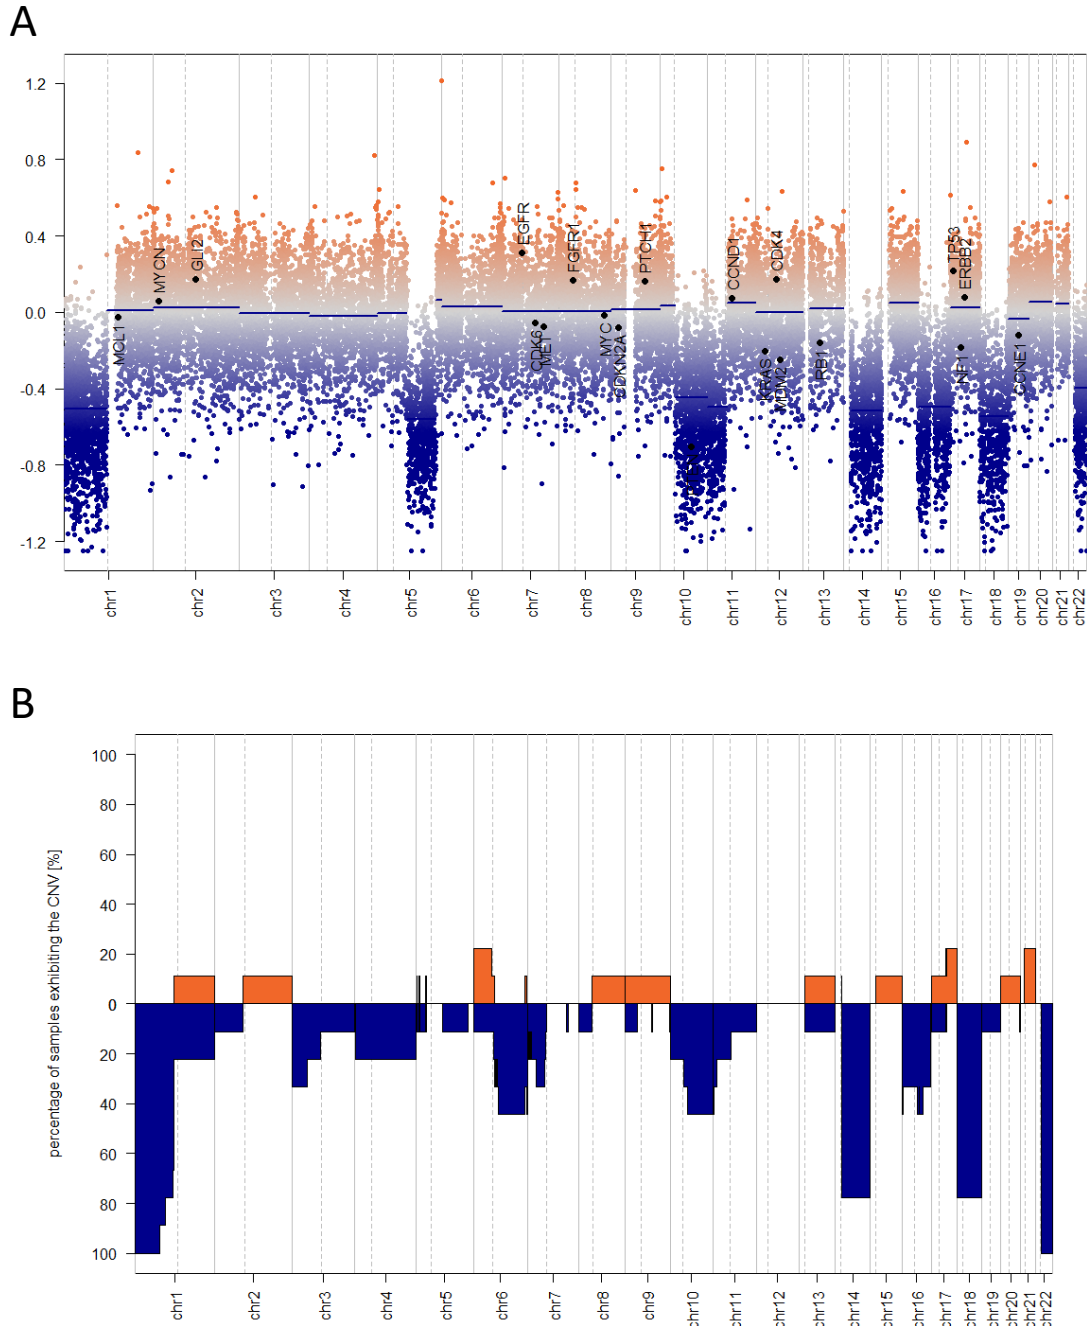 A
1.2
0.8
0.4
0.0
-0.4
-0.8
-1.2
MCL1
MYCN
GLI2
EGFR
CDK6
MET
FGFR1
MYC
CDKN2A
PTCH1
CCND1
KRAS
CDK4
MDM2
RB1
TP53
NF1
ERBB2
CCNE1
chr1
chr2
chr3
chr4
chr5
chr6
chr7
chr8
chr9
chr10
chr11
chr12
chr13
chr14
chr15
chr16
chr17
chr18
chr19
chr20
chr21
chr22
B
percentage of samples exhibiting the CNV [%]
100
80
60
40
20
0
20
40
60
80
100
chr1
chr2
chr3
chr4
chr5
chr6
chr7
chr8
chr9
chr10
chr11
chr12
chr13
chr14
chr15
chr16
chr17
chr18
chr19
chr20
chr21
chr22